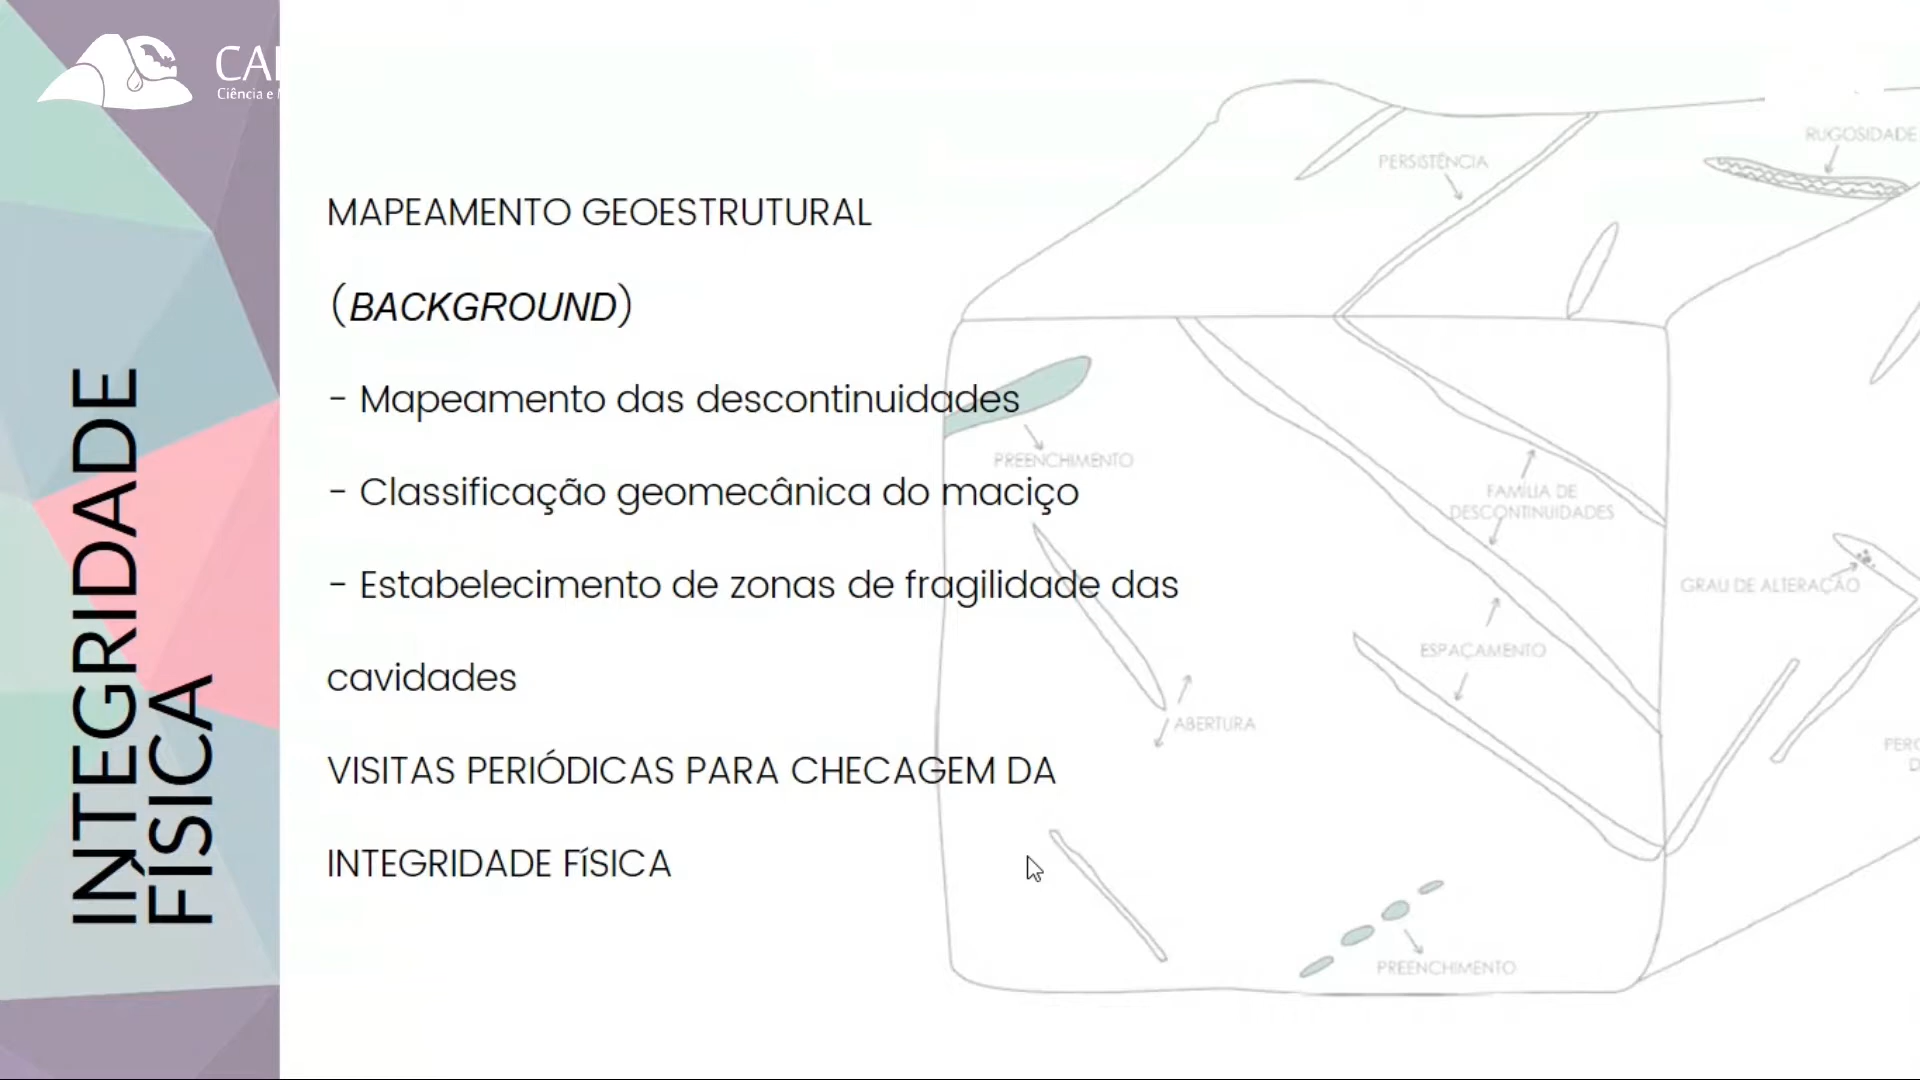 CA
Ciência e
INTEGRIDADE
FÍSICA
MAPEAMENTO GEOESTRUTURAL
(BACKGROUND)
- Mapeamento das descontinuidades
- Classificação geomecânica do maciço
- Estabelecimento de zonas de fragilidade das
cavidades
VISITAS PERIÓDICAS PARA CHECAGEM DA
INTEGRIDADE FíSICA
PERSISTÊNCIA
RUGOSIDADE
PREENCHIMENTO
FAMÍLIA DE
DESCONTINUIDADES
GRAU DE ALTERAÇÃO
ESPAÇAMENTO
ABERTURA
PREENCHIMENTO